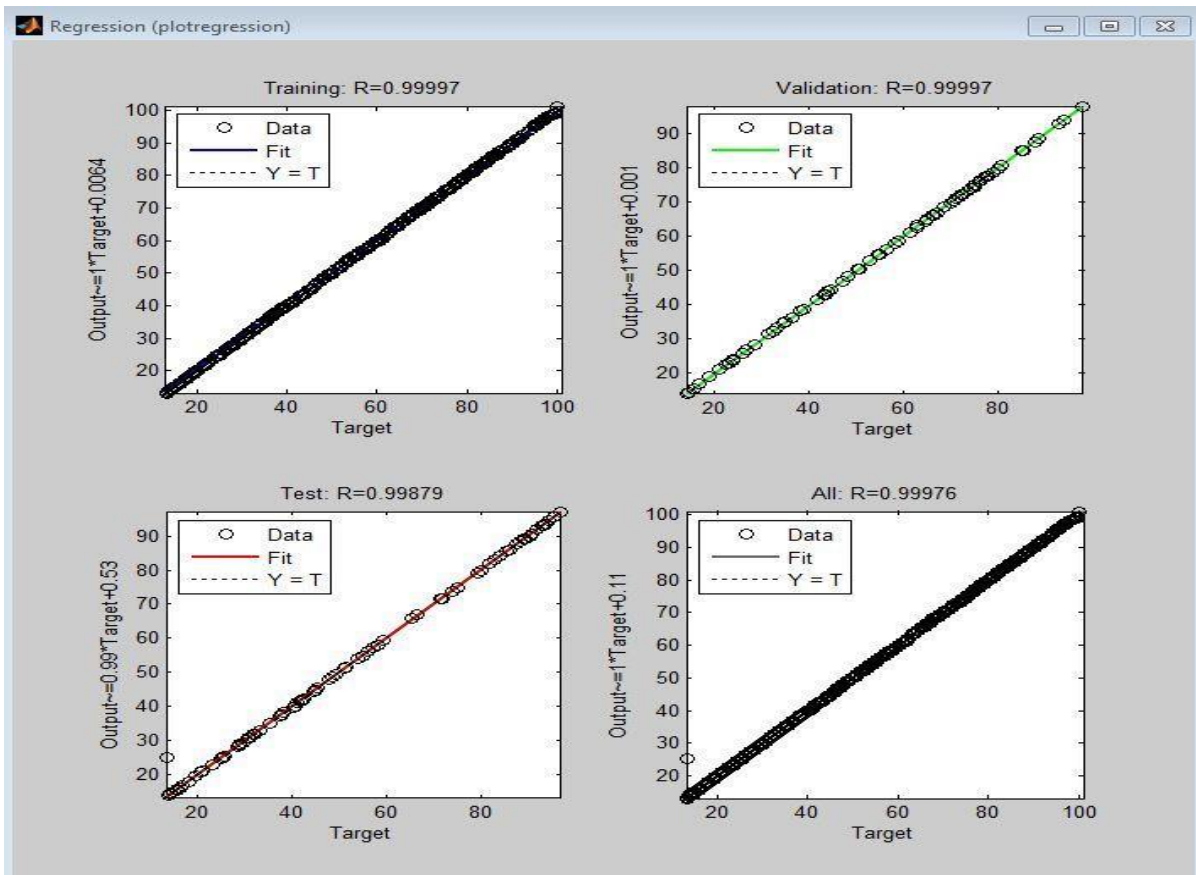 Regression (plotregression)
Training: R=0.99997
Output~=1*Target+0.0064
100
90
80
70
60
50
40
30
20
Data
Fit
Y = T
20 40 60 80 100
Target
Validation: R=0.99997
Output~=1*Target+0.001
90
80
70
60
50
40
30
20
Data
Fit
Y = T
20 40 60 80
Target
Test: R=0.99879
Output~=0.99*Target+0.53
90
80
70
60
50
40
30
20
Data
Fit
Y = T
20 40 60 80
Target
All: R=0.99976
Output~=1*Target+0.11
100
90
80
70
60
50
40
30
20
Data
Fit
Y = T
20 40 60 80 100
Target